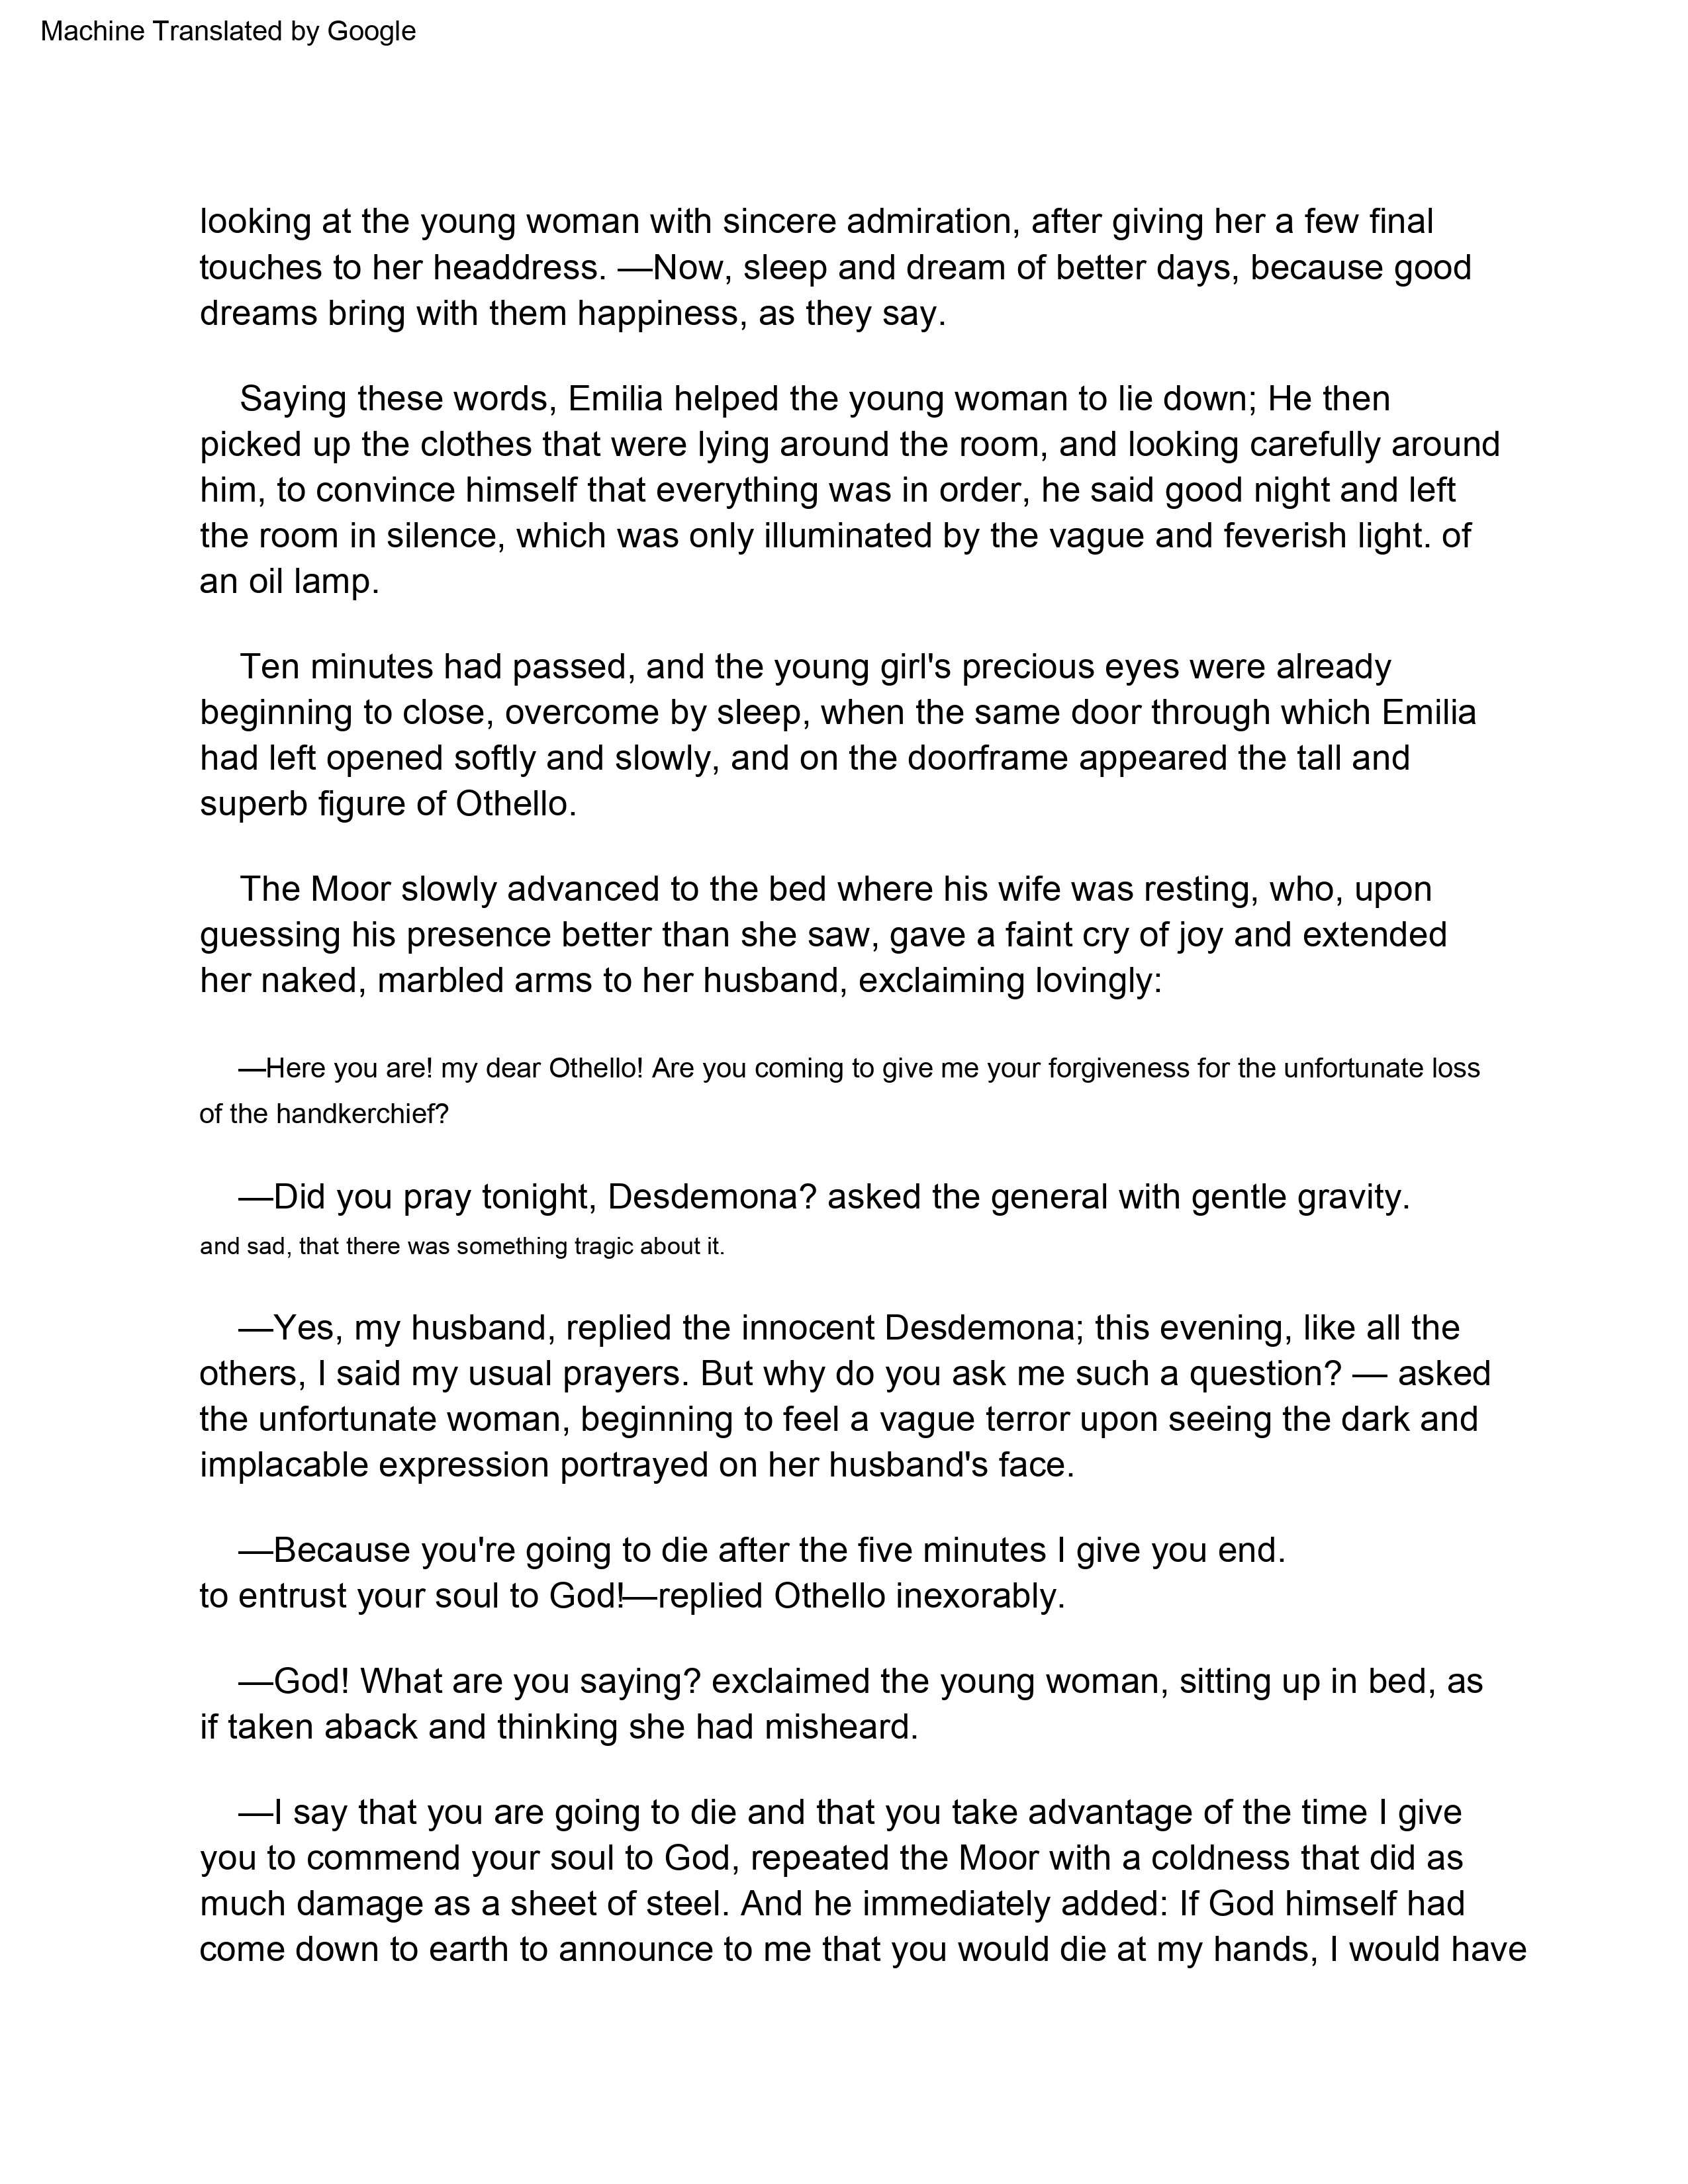 Machine Translated by Google
looking at the young woman with sincere admiration, after giving her a few final
touches to her headdress. —Now, sleep and dream of better days, because good
dreams bring with them happiness, as they say.
Saying these words, Emilia helped the young woman to lie down; He then
picked up the clothes that were lying around the room, and looking carefully around
him, to convince himself that everything was in order, he said good night and left
the room in silence, which was only illuminated by the vague and feverish light. of
an oil lamp.
Ten minutes had passed, and the young girl's precious eyes were already
beginning to close, overcome by sleep, when the same door through which Emilia
had left opened softly and slowly, and on the doorframe appeared the tall and
superb figure of Othello.
The Moor slowly advanced to the bed where his wife was resting, who, upon
guessing his presence better than she saw, gave a faint cry of joy and extended
her naked, marbled arms to her husband, exclaiming lovingly:
—Here you are! my dear Othello! Are you coming to give me your forgiveness for the unfortunate loss
of the handkerchief?
—Did you pray tonight, Desdemona? asked the general with gentle gravity.
and sad, that there was something tragic about it.
—Yes, my husband, replied the innocent Desdemona; this evening, like all the
others, I said my usual prayers. But why do you ask me such a question? — asked
the unfortunate woman, beginning to feel a vague terror upon seeing the dark and
implacable expression portrayed on her husband's face.
—Because you're going to die after the five minutes I give you end.
to entrust your soul to God!—replied Othello inexorably.
—God! What are you saying? exclaimed the young woman, sitting up in bed, as
if taken aback and thinking she had misheard.
—I say that you are going to die and that you take advantage of the time I give
you to commend your soul to God, repeated the Moor with a coldness that did as
much damage as a sheet of steel. And he immediately added: If God himself had
come down to earth to announce to me that you would die at my hands, I would have